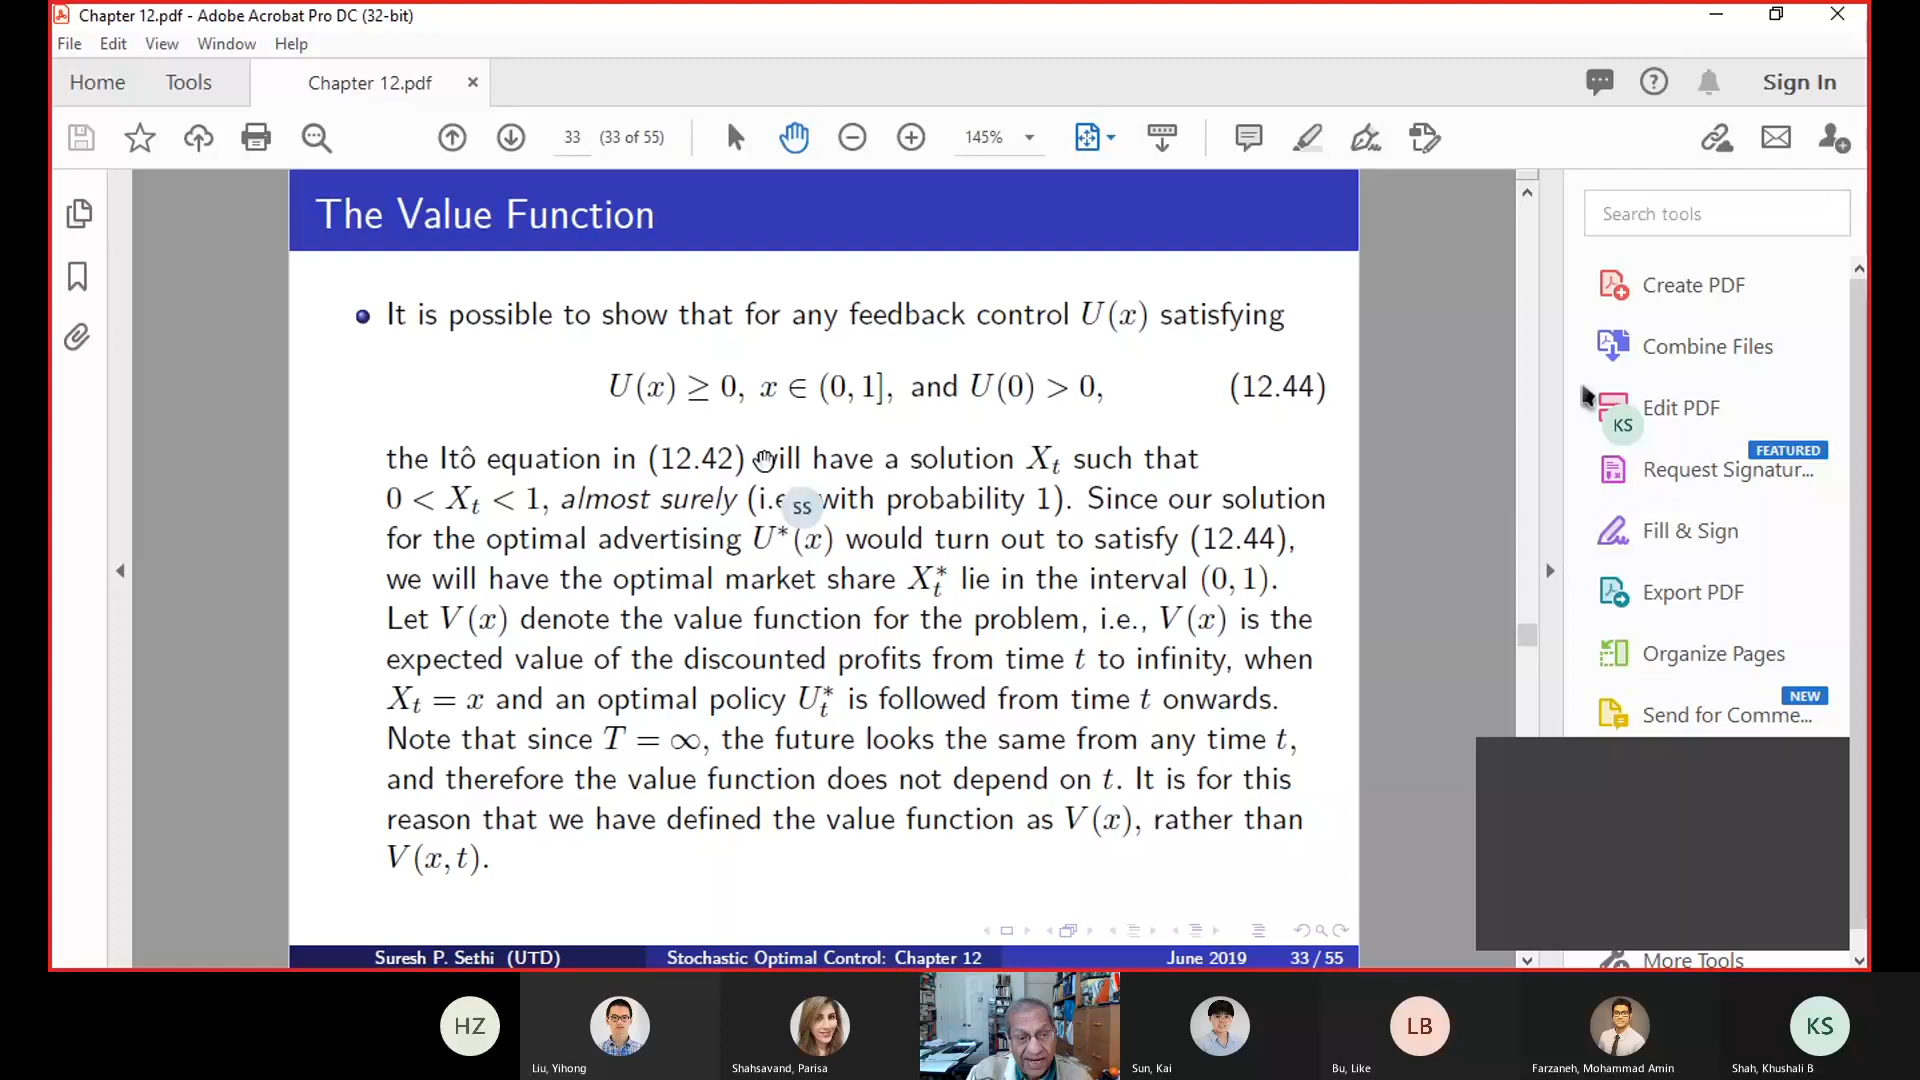 Chapter 12.pdf - Adobe Acrobat Pro DC (32-bit)
File Edit View Window Help
Home Tools Chapter 12.pdf × Sign In
33 (33 of 55) 145%
The Value Function
Search tools
Create PDF
Combine Files
Edit PDF
KS
FEATURED
Request Signatur...
Fill & Sign
Export PDF
Organize Pages
NEW
Send for Comme...
More Tools
• It is possible to show that for any feedback control U(x) satisfying
U(x) ≥ 0, x ∈ (0, 1], and U(0) > 0, (12.44)
the Itô equation in (12.42) will have a solution Xₜ such that
0 < Xₜ < 1, almost surely (i.e. with probability 1). Since our solution
SS
for the optimal advertising U*(x) would turn out to satisfy (12.44),
we will have the optimal market share Xₜ* lie in the interval (0, 1).
Let V(x) denote the value function for the problem, i.e., V(x) is the
expected value of the discounted profits from time t to infinity, when
Xₜ = x and an optimal policy Uₜ* is followed from time t onwards.
Note that since T = ∞, the future looks the same from any time t,
and therefore the value function does not depend on t. It is for this
reason that we have defined the value function as V(x), rather than
V(x, t).
Suresh P. Sethi (UTD) Stochastic Optimal Control: Chapter 12 June 2019 33 / 55
HZ LB KS
Liu, Yihong Shahsavand, Parisa Sun, Kai Bu, Like Farzaneh, Mohammad Amin Shah, Khushali B